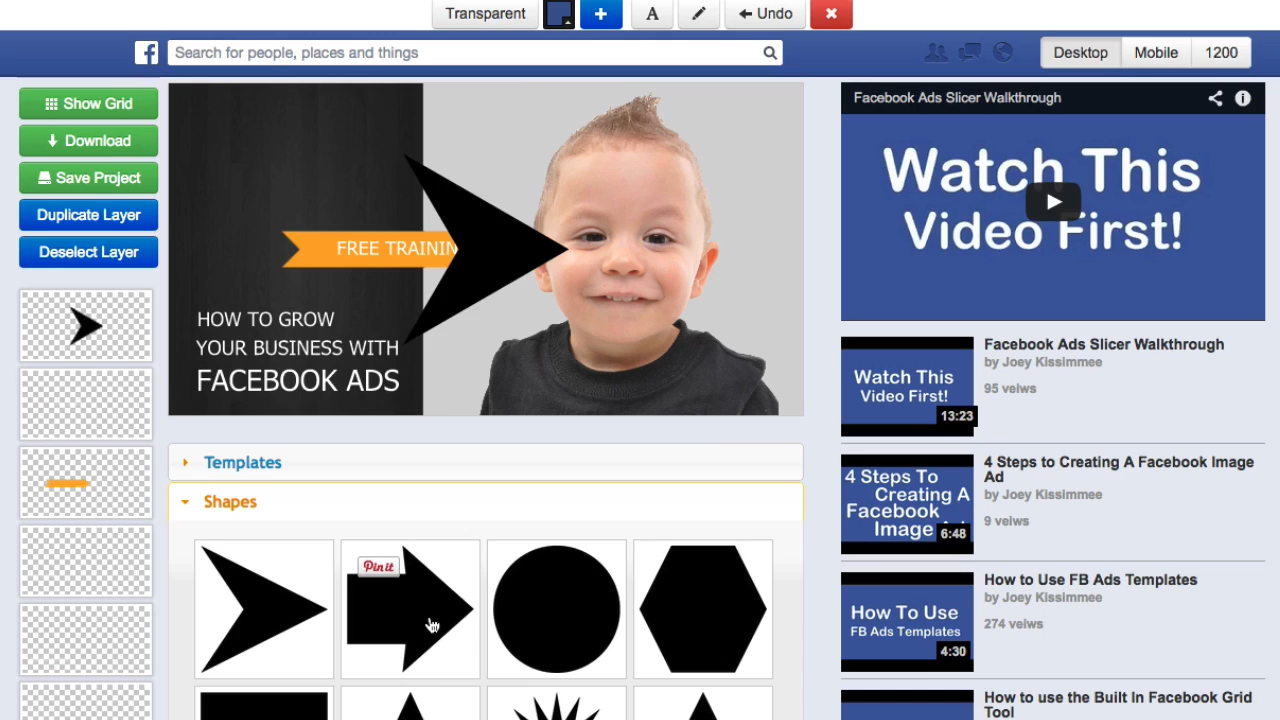 Transparent
A
Undo
Search for people, places and things
Desktop
Mobile
1200
Show Grid
Download
Save Project
Duplicate Layer
Deselect Layer
FREE TRAININ
HOW TO GROW
YOUR BUSINESS WITH
FACEBOOK ADS
Templates
Shapes
Pin it
Facebook Ads Slicer Walkthrough
Watch This
Video First!
Watch This
Video First!
13:23
Facebook Ads Slicer Walkthrough
by Joey Kissimmee
95 veiws
4 Steps To
Creating A
Facebook
Image
6:48
4 Steps to Creating A Facebook Image
Ad
by Joey Kissimmee
9 veiws
How To Use
FB Ads Templates
4:30
How to Use FB Ads Templates
by Joey Kissimmee
274 veiws
How to use the Built In Facebook Grid
Tool